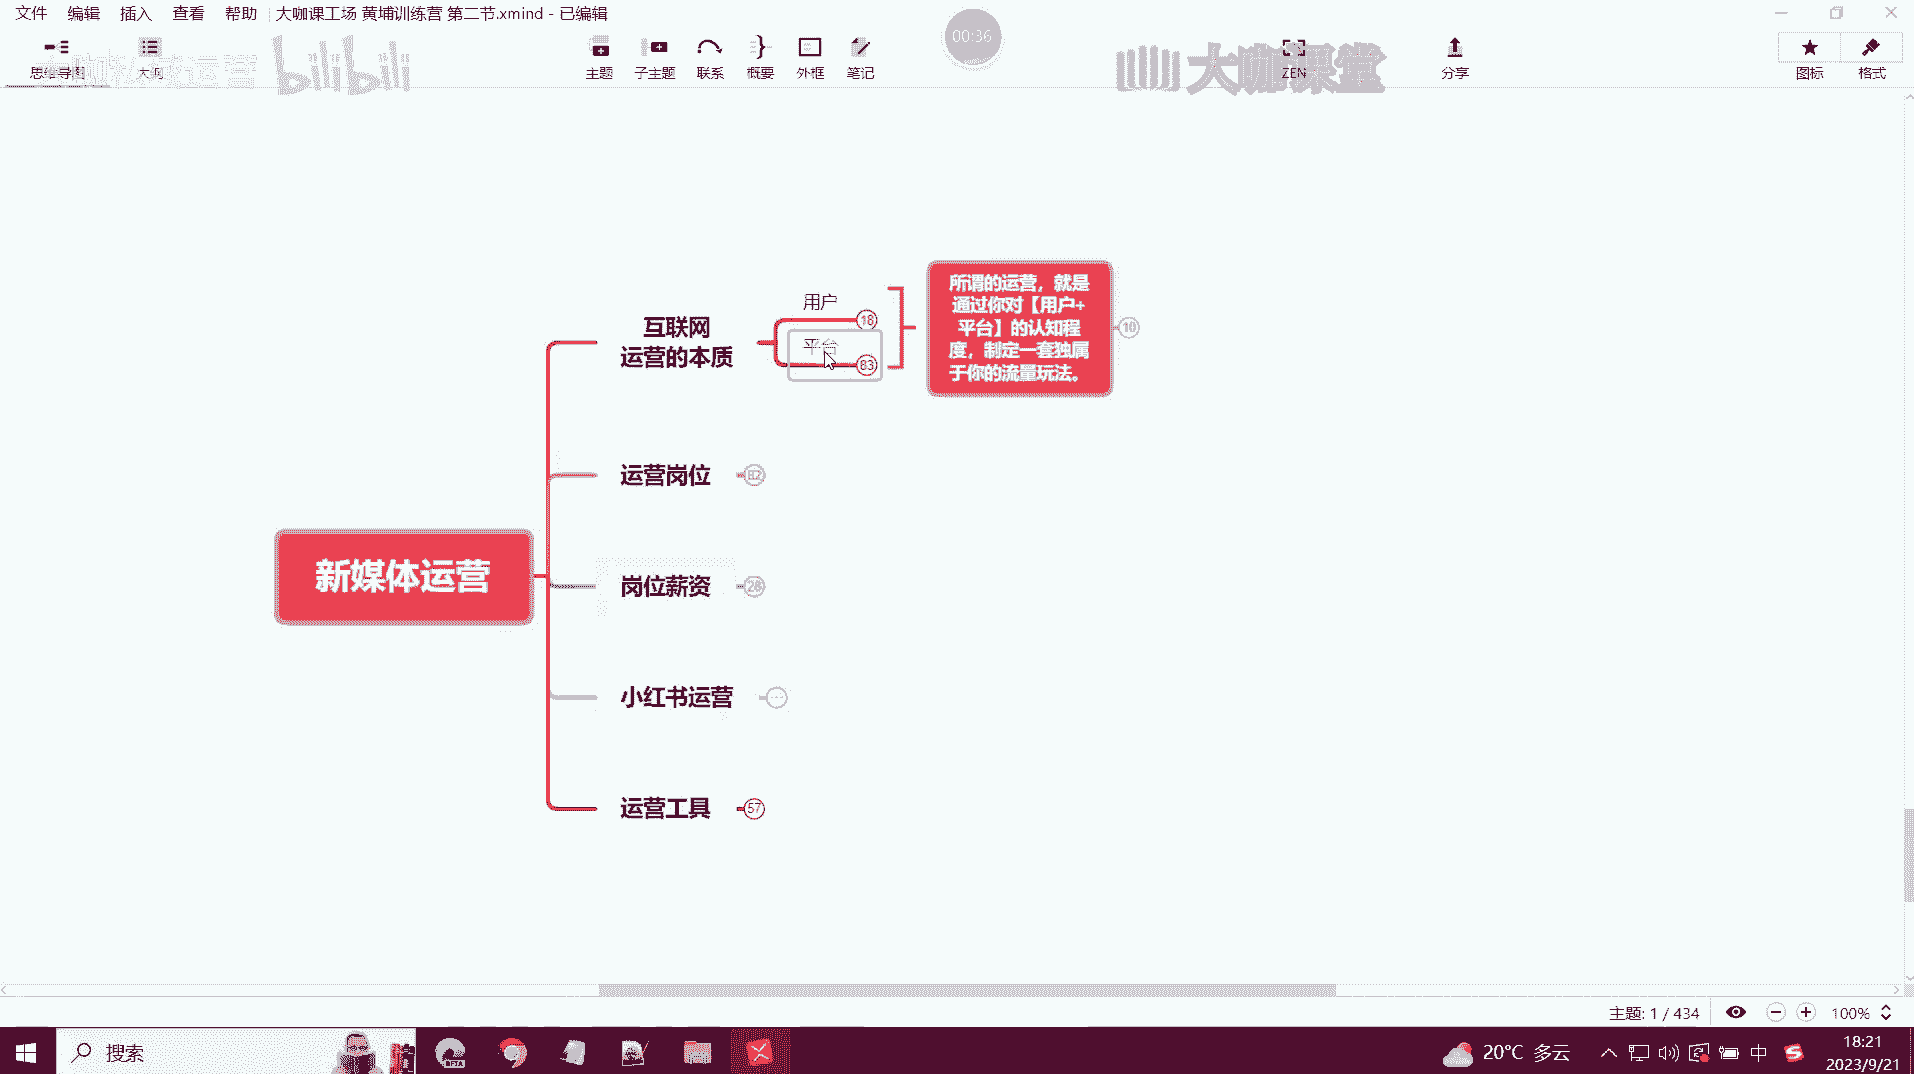 文件 编辑 插入 查看 帮助 大咖课工场 黄埔训练营 第二节.xmind - 已编辑
00:36
bilibili
大咖课堂
思维导图
主题 子主题 联系 概要 外框 笔记 ZEN 分享 图标 格式
用户
18
平台
83
所谓的运营，就是
通过你对【用户+
平台】的认知程
度，制定一套独属
于你的流量玩法。
10
互联网
运营的本质
运营岗位
82
新媒体运营
岗位薪资
28
小红书运营
运营工具
57
主题: 1 / 434
100%
搜索
BETA
20°C 多云
中
18:21
2023/9/21